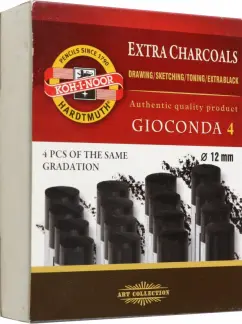 EXTRA CHARCOALS
DRAWING/SKETCHING/TONING/EXTRABLACK
Authentic quality product
GIOCONDA 4
PENCILS SINCE 1790
KOH-I-NOOR
HARDTMUTH
4 PCS OF THE SAME
GRADATION
ø 12 mm
ART COLLECTION